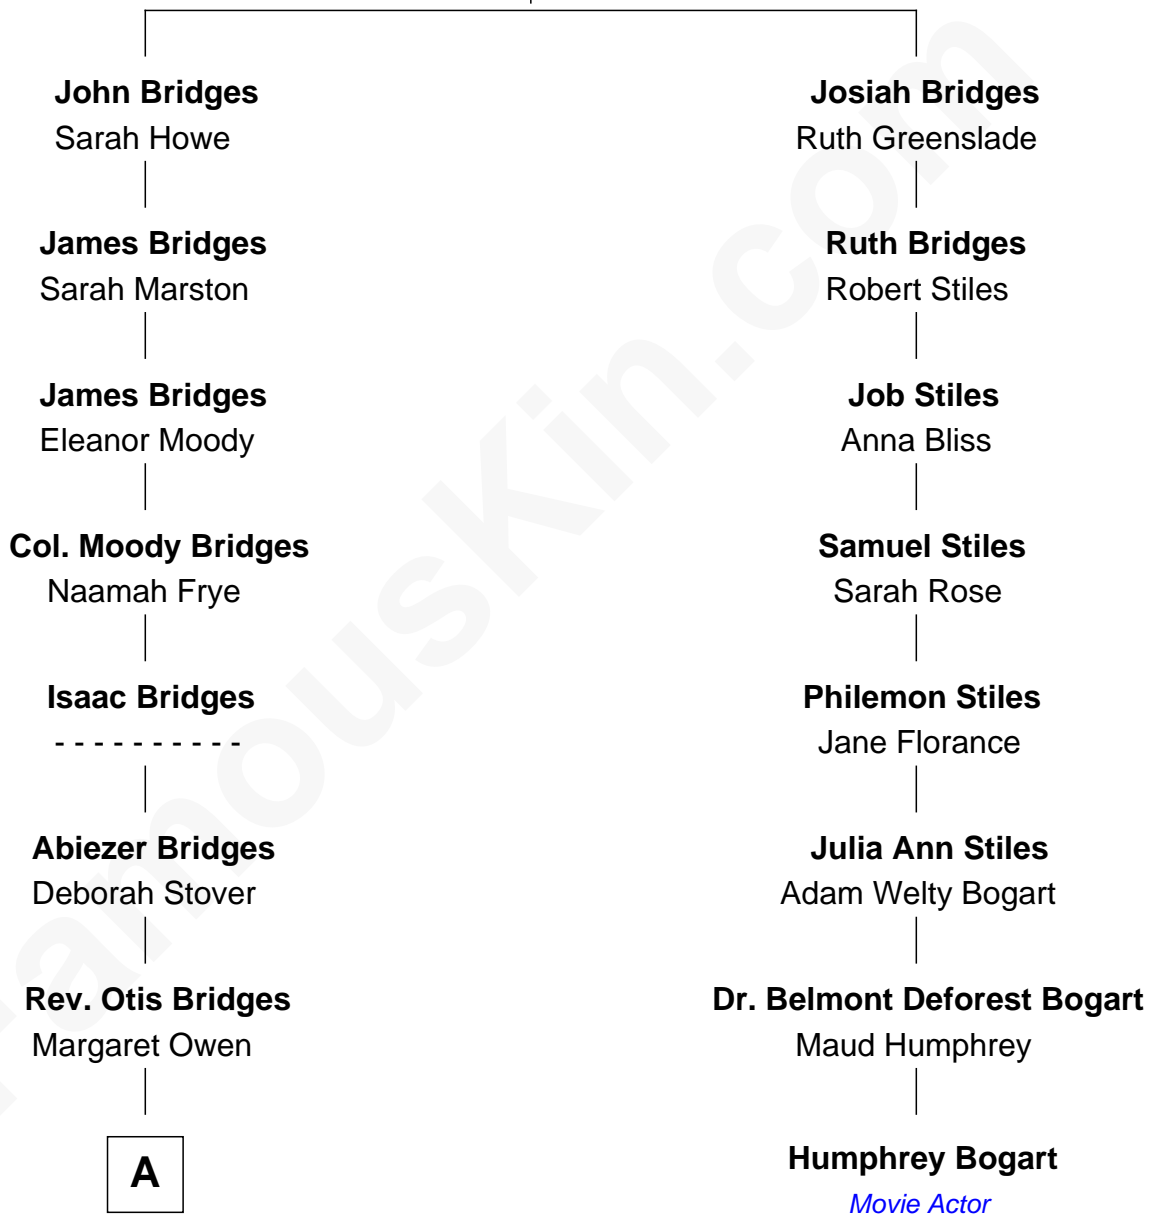 John Bridges
Sarah Howe
James Bridges
Sarah Marston
James Bridges
Eleanor Moody
Col. Moody Bridges
Naamah Frye
Isaac Bridges
- - - - - - - - - -
Abiezer Bridges
Deborah Stover
Rev. Otis Bridges
Margaret Owen
A
Josiah Bridges
Ruth Greenslade
Ruth Bridges
Robert Stiles
Job Stiles
Anna Bliss
Samuel Stiles
Sarah Rose
Philemon Stiles
Jane Florance
Julia Ann Stiles
Adam Welty Bogart
Dr. Belmont Deforest Bogart
Maud Humphrey
Humphrey Bogart
Movie Actor
FamousKin.com